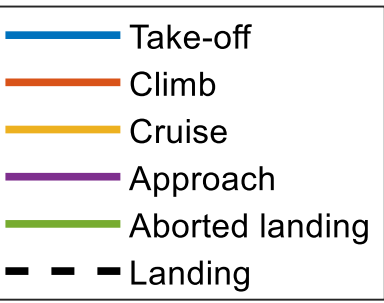 Take-off
Climb
Cruise
Approach
Aborted landing
Landing